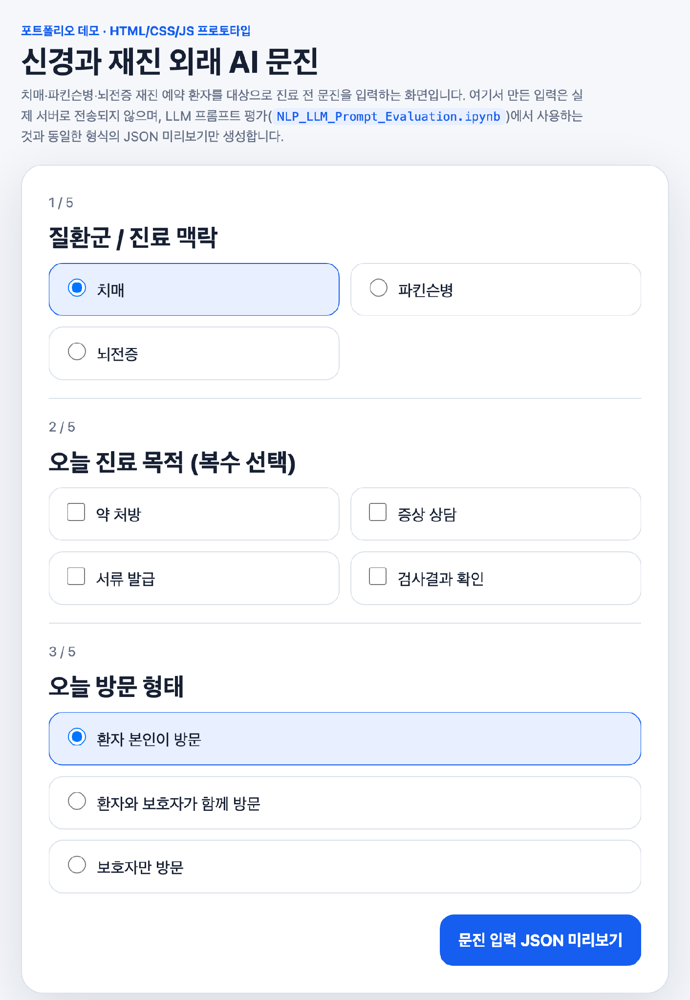 포트폴리오 데모 · HTML/CSS/JS 프로토타입
신경과 재진 외래 AI 문진
치매·파킨슨병·뇌전증 재진 예약 환자를 대상으로 진료 전 문진을 입력하는 화면입니다. 여기서 만든 입력은 실
제 서버로 전송되지 않으며, LLM 프롬프트 평가( NLP_LLM_Prompt_Evaluation.ipynb )에서 사용하는
것과 동일한 형식의 JSON 미리보기만 생성합니다.
1 / 5
질환군 / 진료 맥락
치매
파킨슨병
뇌전증
2 / 5
오늘 진료 목적 (복수 선택)
약 처방
증상 상담
서류 발급
검사결과 확인
3 / 5
오늘 방문 형태
환자 본인이 방문
환자와 보호자가 함께 방문
보호자만 방문
문진 입력 JSON 미리보기